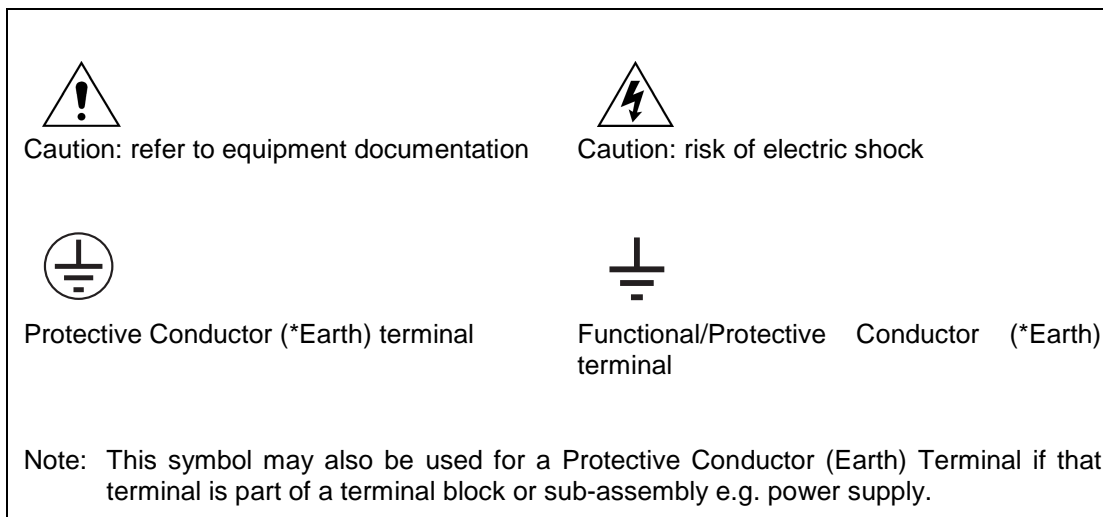 Caution: refer to equipment documentation
Caution: risk of electric shock
Protective Conductor (*Earth) terminal
Functional/Protective Conductor (*Earth)
terminal
Note: This symbol may also be used for a Protective Conductor (Earth) Terminal if that
terminal is part of a terminal block or sub-assembly e.g. power supply.